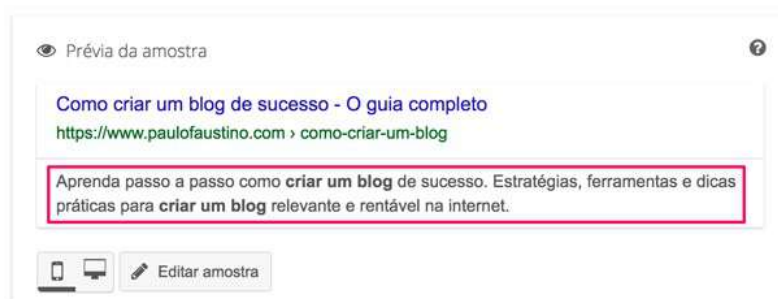 Prévia da amostra
Como criar um blog de sucesso - O guia completo
https://www.paulofaustino.com › como-criar-um-blog
Aprenda passo a passo como criar um blog de sucesso. Estratégias, ferramentas e dicas
práticas para criar um blog relevante e rentável na internet.
Editar amostra